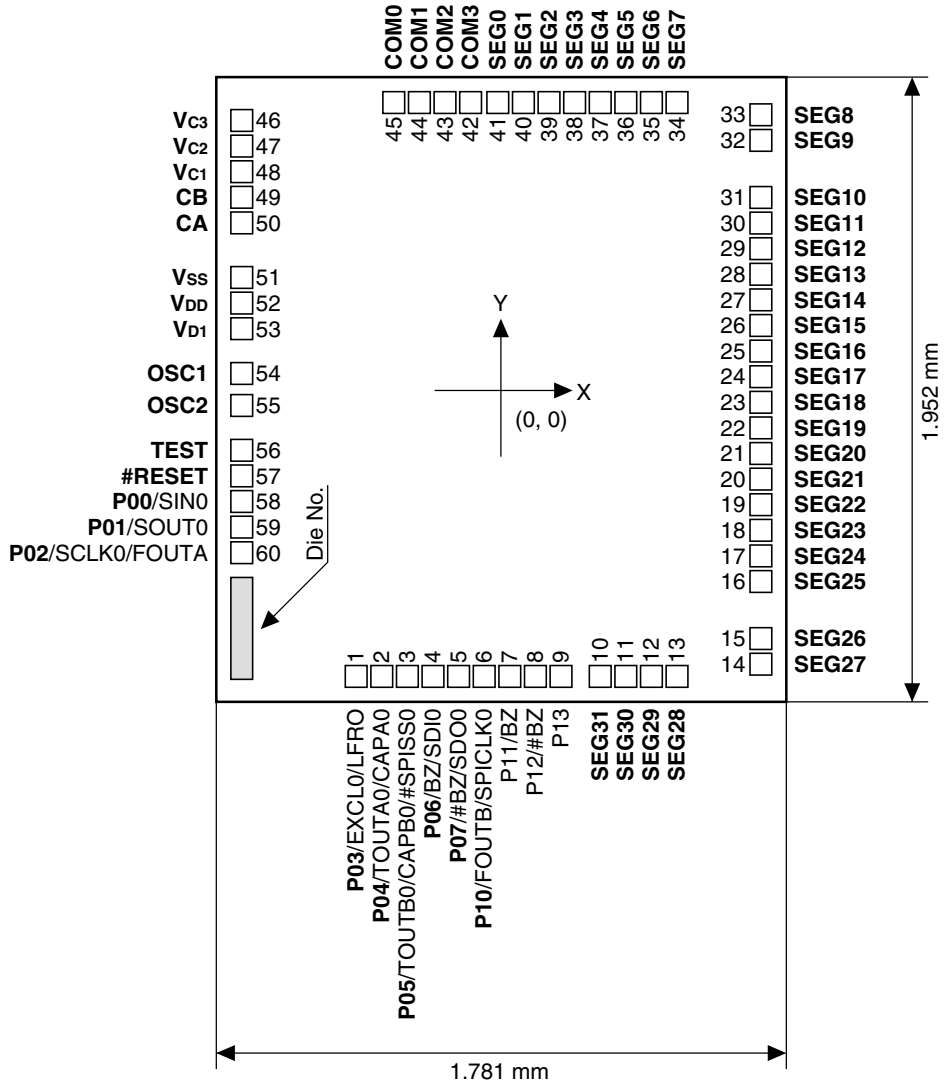 COM0
COM1
COM2
COM3
SEG0
SEG1
SEG2
SEG3
SEG4
SEG5
SEG6
SEG7
45
44
43
42
41
40
39
38
37
36
35
34
VC3 46
VC2 47
VC1 48
CB 49
CA 50
VSS 51
VDD 52
VD1 53
OSC1 54
OSC2 55
TEST 56
#RESET 57
P00/SIN0 58
P01/SOUT0 59
P02/SCLK0/FOUTA 60
Die No.
Y
X
(0, 0)
33 SEG8
32 SEG9
31 SEG10
30 SEG11
29 SEG12
28 SEG13
27 SEG14
26 SEG15
25 SEG16
24 SEG17
23 SEG18
22 SEG19
21 SEG20
20 SEG21
19 SEG22
18 SEG23
17 SEG24
16 SEG25
15 SEG26
14 SEG27
1.952 mm
1
2
3
4
5
6
7
8
9
10
11
12
13
P03/EXCL0/LFRO
P04/TOUTA0/CAPA0
P05/TOUTB0/CAPB0/#SPISS0
P06/BZ/SDI0
P07/#BZ/SDO0
P10/FOUTB/SPICLK0
P11/BZ
P12/#BZ
P13
SEG31
SEG30
SEG29
SEG28
1.781 mm